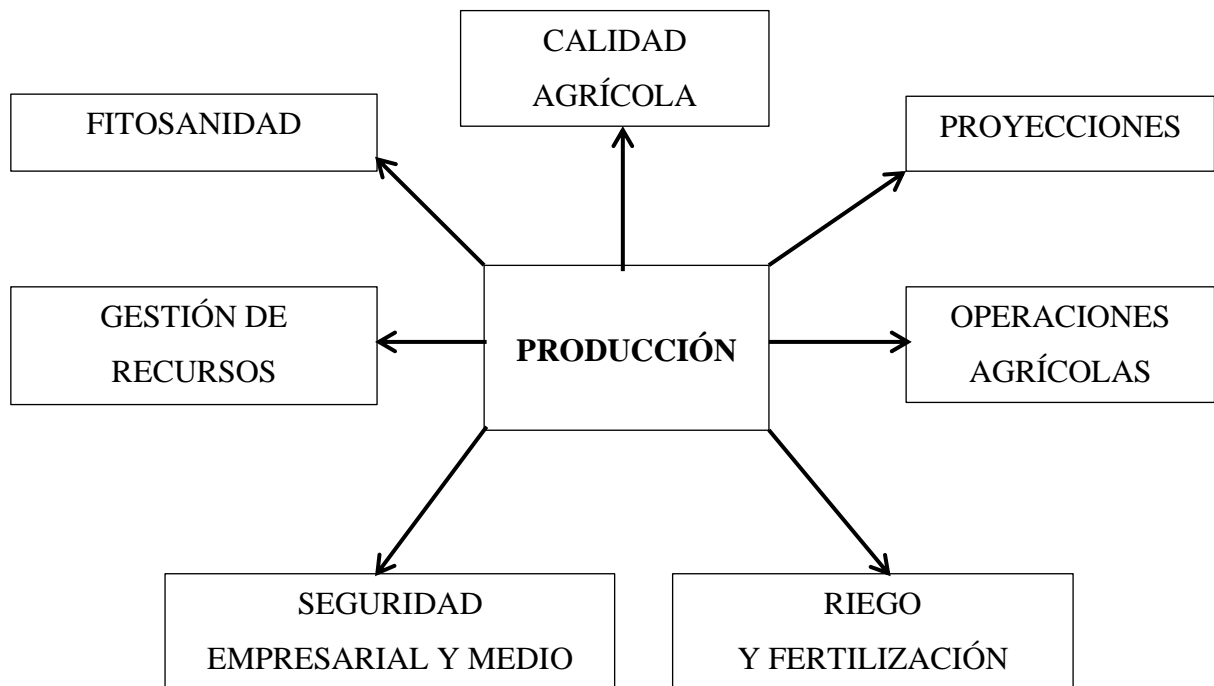 CALIDAD
AGRÍCOLA
FITOSANIDAD
PROYECCIONES
GESTIÓN DE
RECURSOS
PRODUCCIÓN
OPERACIONES
AGRÍCOLAS
SEGURIDAD
EMPRESARIAL Y MEDIO
RIEGO
Y FERTILIZACIÓN